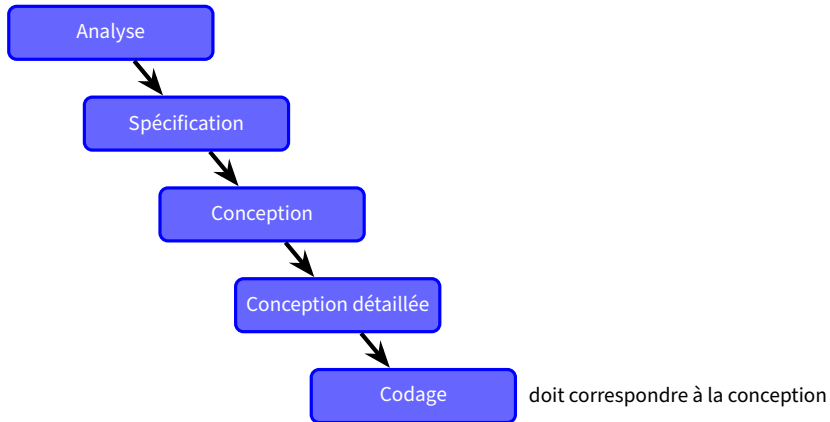 Analyse
Spécification
Conception
Conception détaillée
Codage
doit correspondre à la conception